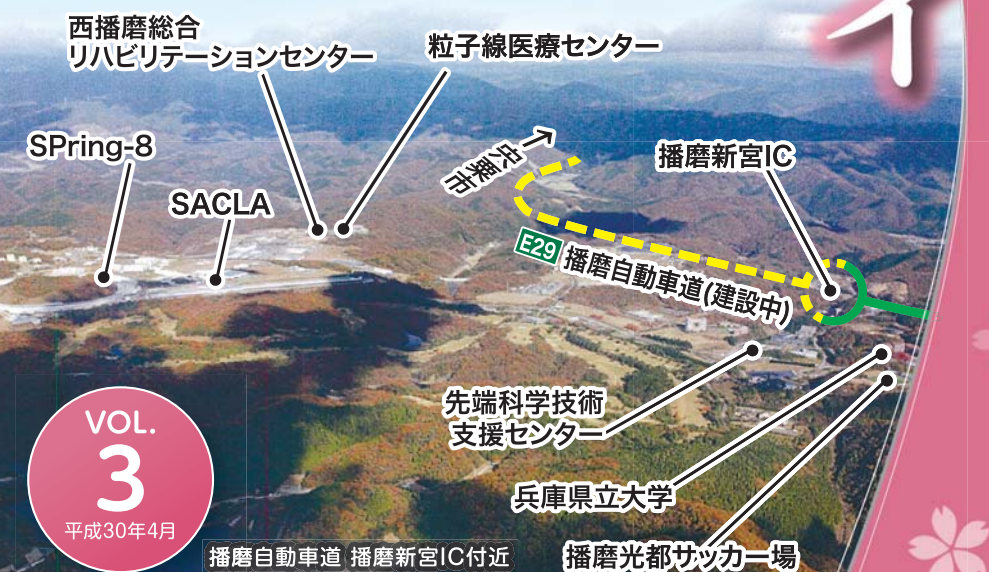 イ
西播磨総合
リハビリテーションセンター
粒子線医療センター
SPring-8
SACLA
宍粟市
播磨新宮IC
E29 播磨自動車道(建設中)
先端科学技術
支援センター
兵庫県立大学
播磨光都サッカー場
VOL.
3
平成30年4月
播磨自動車道 播磨新宮IC付近